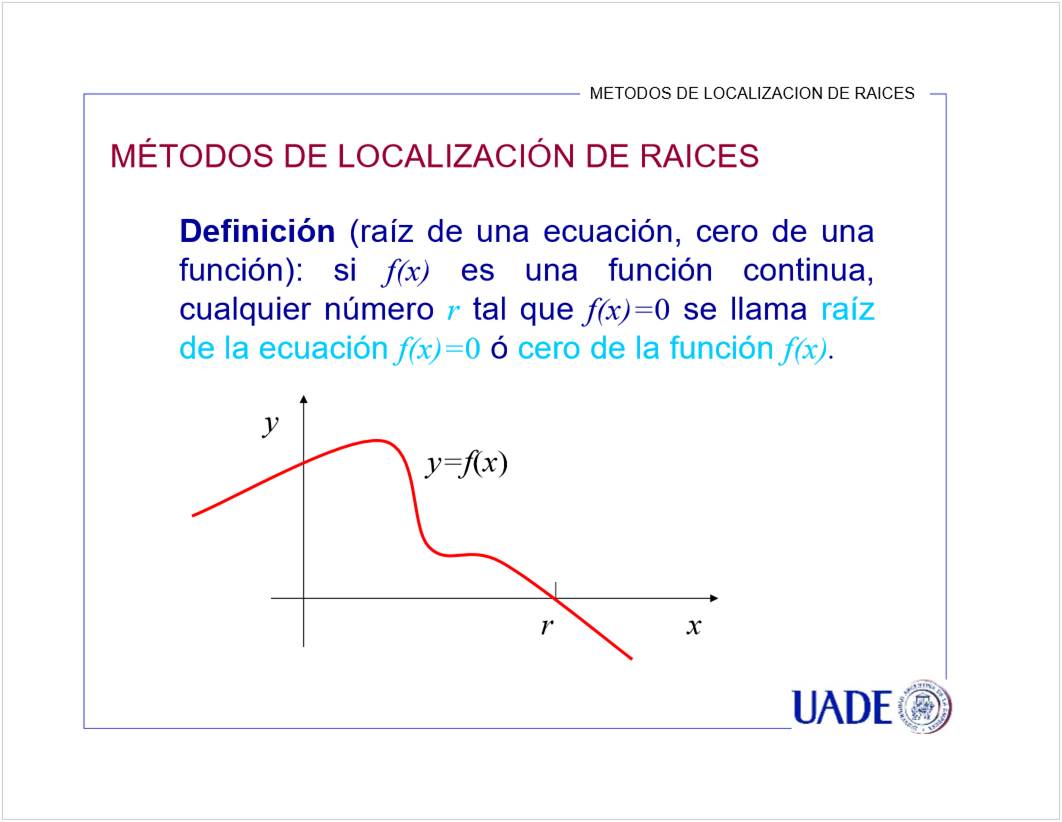 METODOS DE LOCALIZACION DE RAICES
MÉTODOS DE LOCALIZACIÓN DE RAICES
Definición (raíz de una ecuación, cero de una
función): si f(x) es una función continua,
cualquier número r tal que f(x)=0 se llama raíz
de la ecuación f(x)=0 ó cero de la función f(x).
y
y=f(x)
r
x
UADE